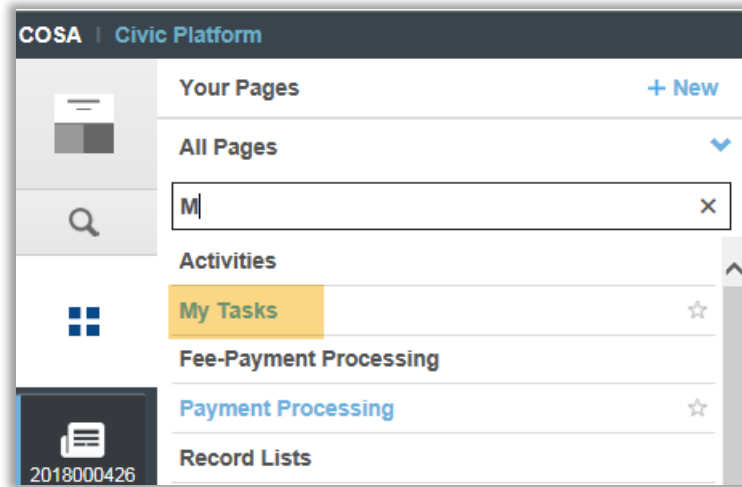 COSA | Civic Platform
Your Pages + New
All Pages
M
Activities
My Tasks
Fee-Payment Processing
Payment Processing
Record Lists
2018000426